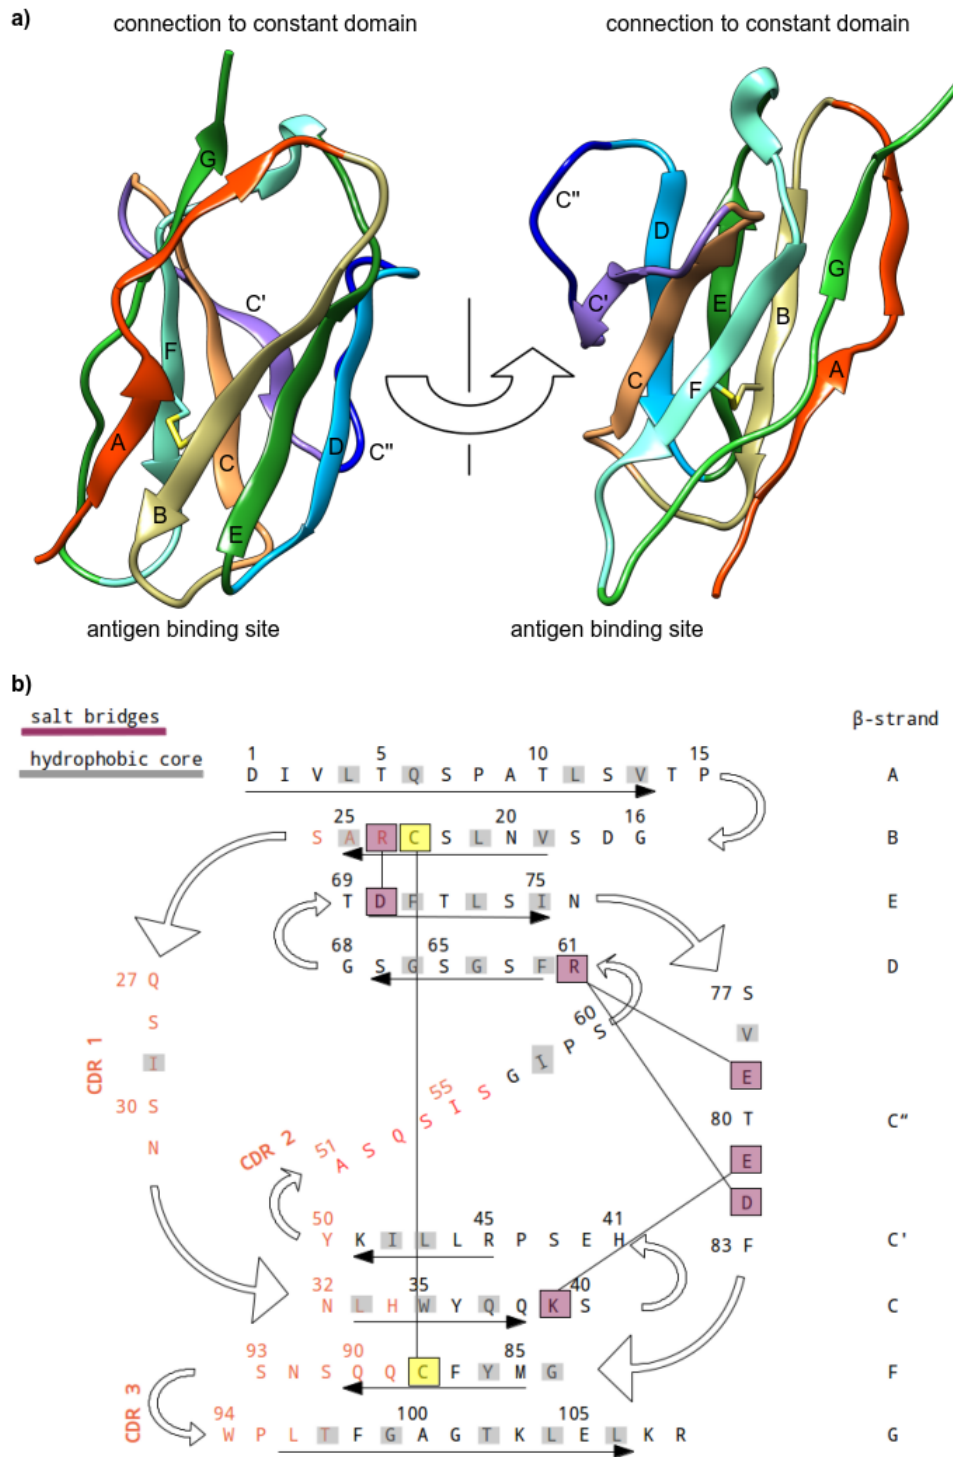 a)
connection to constant domain
connection to constant domain
G
C'
F
A
B
C
E
D
C"
C"
D
C'
E
B
G
C
F
A
antigen binding site
antigen binding site
b)
salt bridges
β-strand
hydrophobic core
1 5 10 15
D I V L T Q S P A T L S V T P A
25 20 16
S A R C S L N V S D G B
69 75
T D F T L S I N E
68 65 61
G S G S G S F R D
27 Q
S
I
30 S
N
CDR 1
77 S
V
E
80 T
E
D
83 F
C“
60
55
51
A S Q S I S G I P S
CDR 2
50 45 41
Y K I L L R P S E H C'
32 35 40
N L H W Y Q Q K S C
93 90 85
S N S Q Q C F Y M G F
CDR 3
94 100 105
W P L T F G A G T K L E L K R G